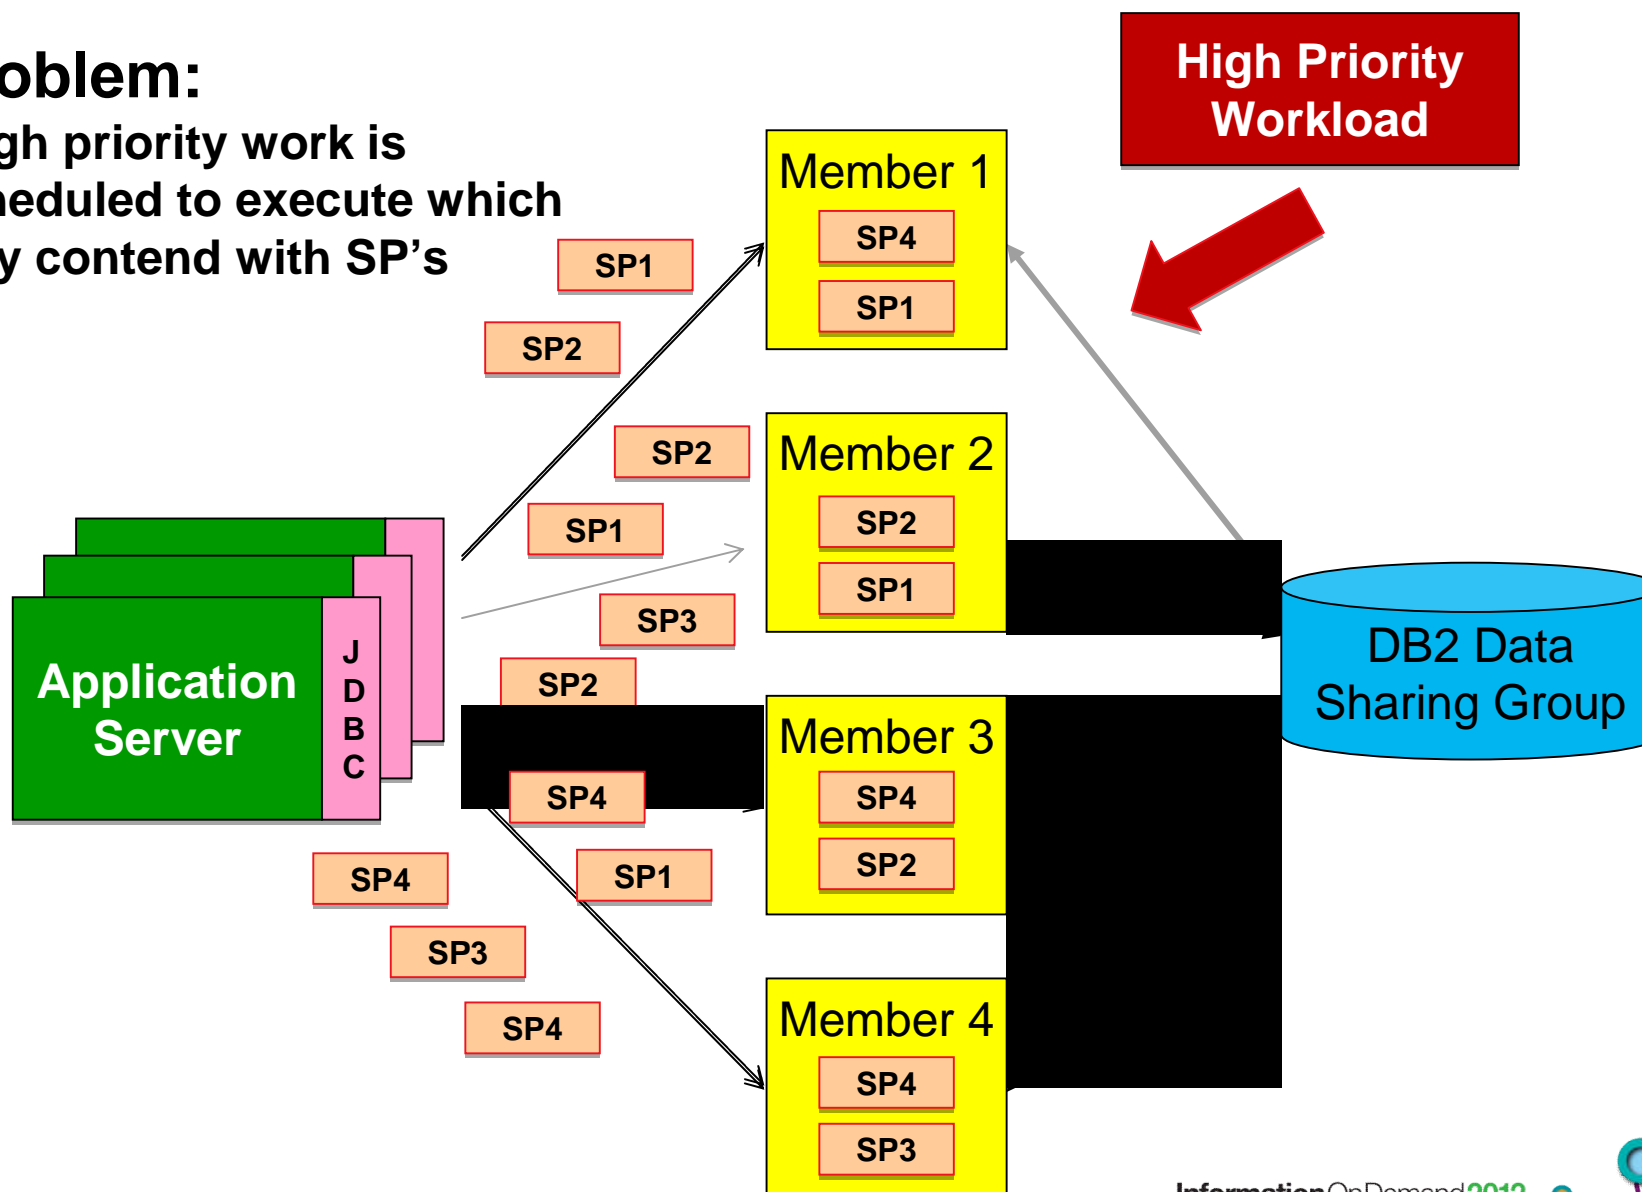 oblem:
gh priority work is
heduled to execute which
y contend with SP's
High Priority
Workload
Member 1
SP4
SP1
SP1
SP2
Member 2
SP2
SP1
SP2
SP1
SP3
SP2
Application
Server
J
D
B
C
DB2 Data
Sharing Group
Member 3
SP4
SP2
SP4
SP1
SP4
SP3
SP4
Member 4
SP4
SP3
InformationOnDemand2012